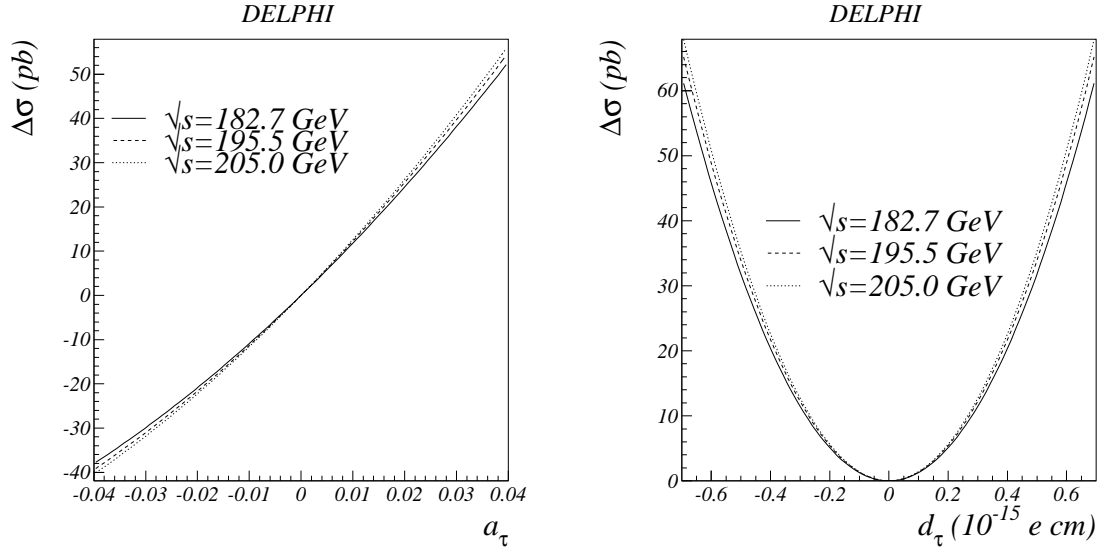 DELPHI
Δσ (pb)
50
40
30
20
10
0
-10
-20
-30
-40
√s=182.7 GeV
√s=195.5 GeV
√s=205.0 GeV
-0.04 -0.03 -0.02 -0.01 0 0.01 0.02 0.03 0.04
a_τ
DELPHI
Δσ (pb)
60
50
40
30
20
10
0
√s=182.7 GeV
√s=195.5 GeV
√s=205.0 GeV
-0.6 -0.4 -0.2 0 0.2 0.4 0.6
d_τ (10^-15 e cm)